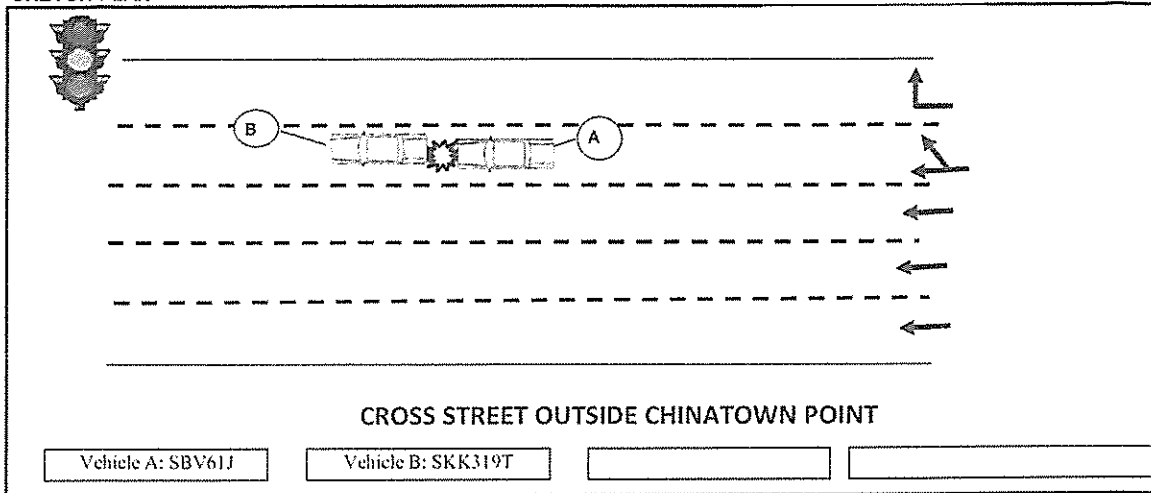 B
A
CROSS STREET OUTSIDE CHINATOWN POINT
Vehicle A: SBV61J
Vehicle B: SKK319T